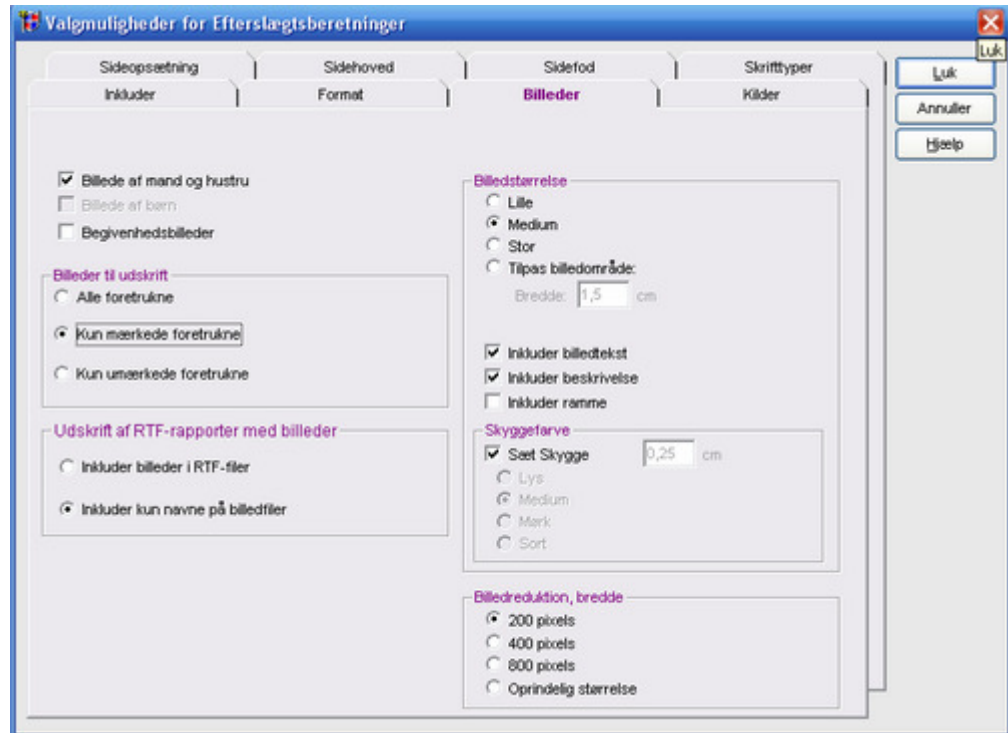 Valgmuligheder for Efterslægtsberetninger
Luk
Sideopsætning
Sidehoved
Sidefod
Skrifttyper
Inkluder
Format
Billeder
Kilder
Luk
Annuller
Hjælp
Billede af mand og hustru
Billede af børn
Begivenhedsbilleder
Billeder til udskrift
Alle foretrukne
Kun mærkede foretrukne
Kun umærkede foretrukne
Udskrift af RTF-rapporter med billeder
Inkluder billeder i RTF-filer
Inkluder kun navne på billedfiler
Billedstørrelse
Lille
Medium
Stor
Tilpas billedområde:
Bredde: 1,5 cm
Inkluder billedtekst
Inkluder beskrivelse
Inkluder ramme
Skyggefarve
Sæt Skygge 0,25 cm
Lys
Medium
Mørk
Sort
Billedreduktion, bredde
200 pixels
400 pixels
800 pixels
Oprindelig størrelse